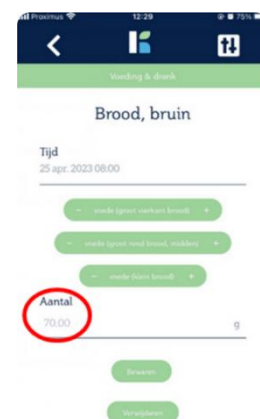 Proximus 12:29 75%
Voeding & drank
Brood, bruin
Tijd
25 apr. 2023 08:00
- snede (groot vierkant brood) +
- snede (groot rond brood, midden) +
- snede (klein brood) +
Aantal
70.00 g
Bewaren
Verwijderen